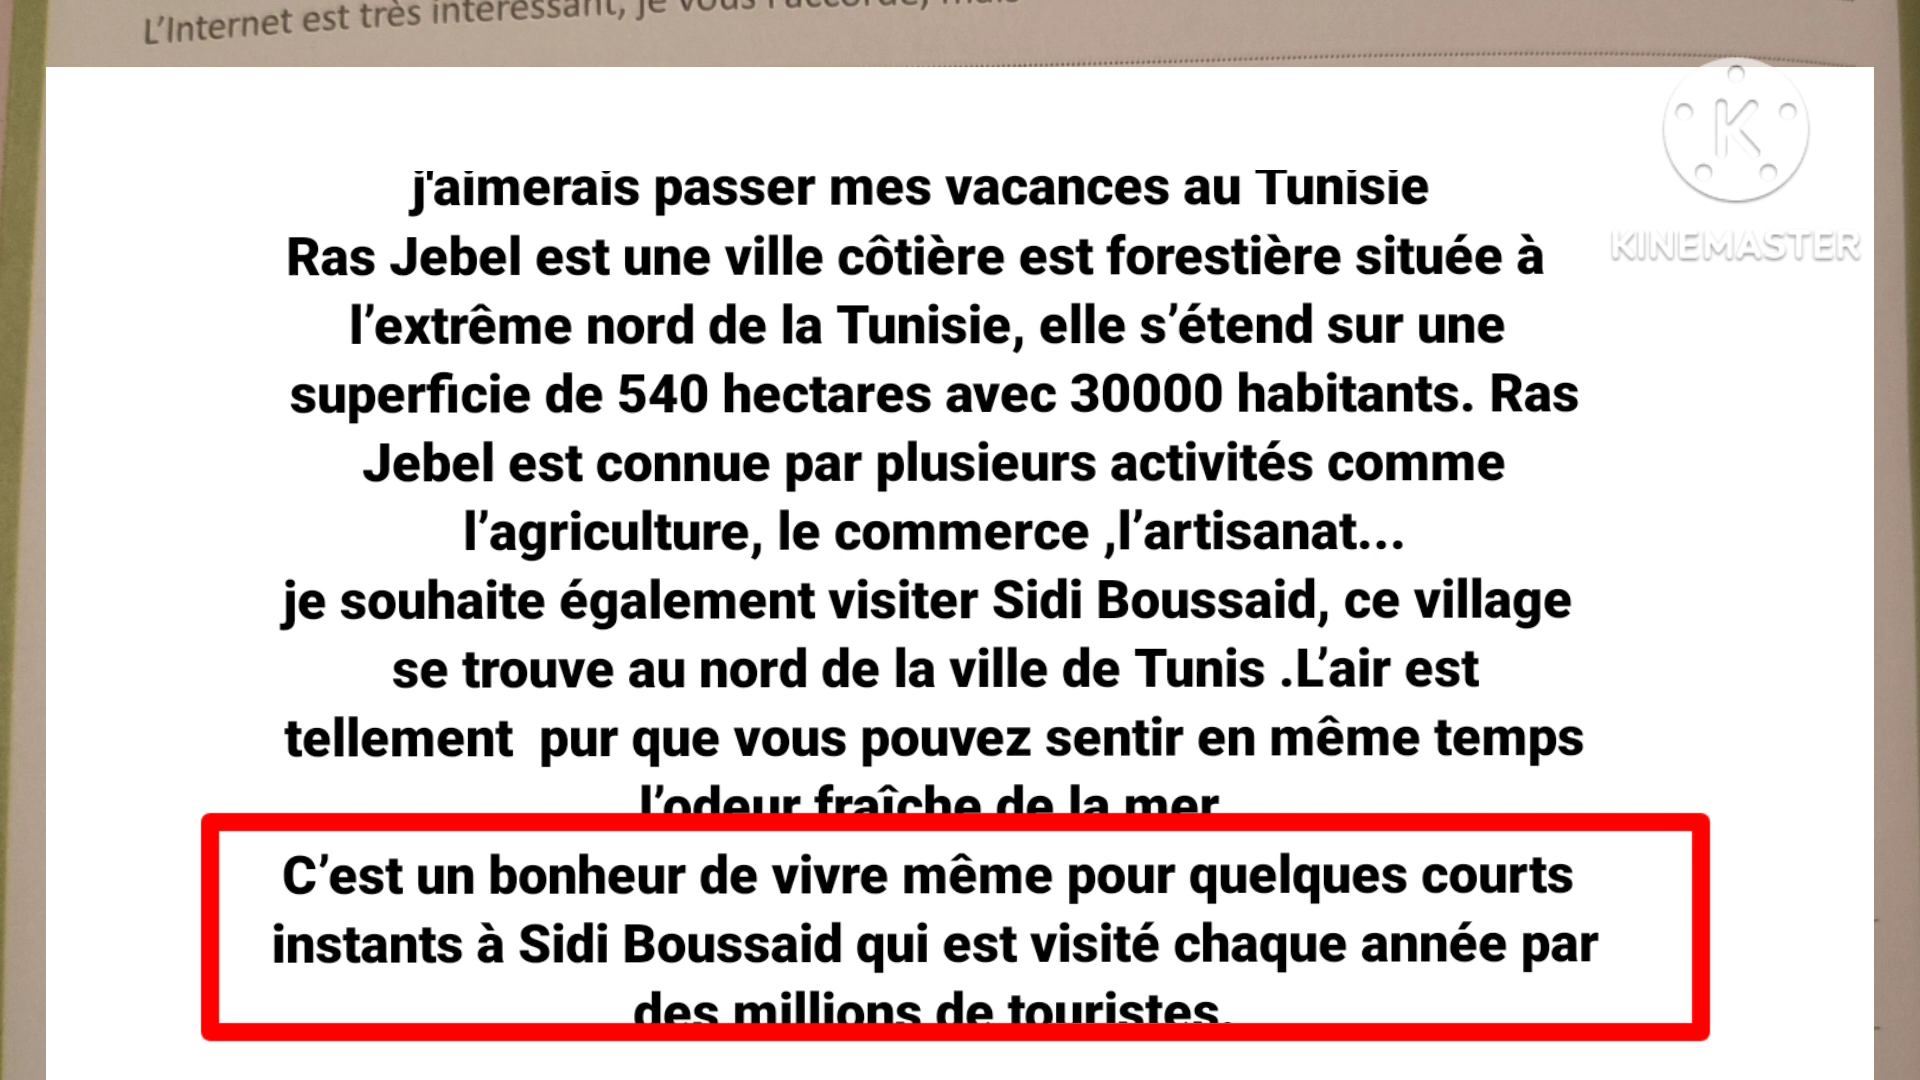 L'Internet est très intéressant, je vous l'accorde, mais
KINEMASTER
j'aimerais passer mes vacances au Tunisie
Ras Jebel est une ville côtière est forestière située à
l’extrême nord de la Tunisie, elle s’étend sur une
superficie de 540 hectares avec 30000 habitants. Ras
Jebel est connue par plusieurs activités comme
l’agriculture, le commerce ,l’artisanat...
je souhaite également visiter Sidi Boussaid, ce village
se trouve au nord de la ville de Tunis .L’air est
tellement  pur que vous pouvez sentir en même temps
l’odeur fraîche de la mer
C’est un bonheur de vivre même pour quelques courts
instants à Sidi Boussaid qui est visité chaque année par
des millions de touristes.